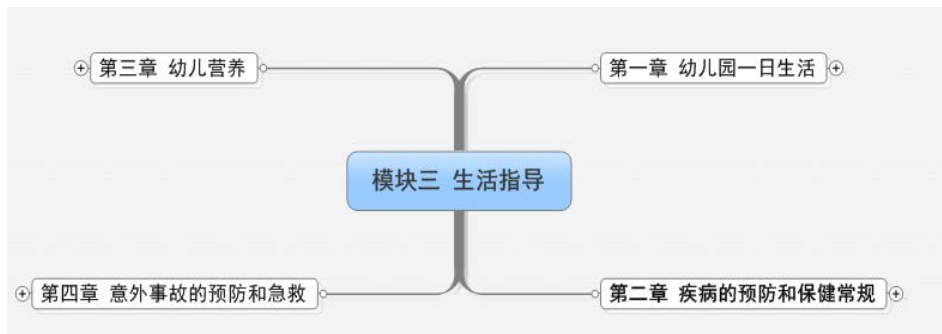 第三章 幼儿营养
第一章 幼儿园一日生活
模块三 生活指导
第四章 意外事故的预防和急救
第二章 疾病的预防和保健常规